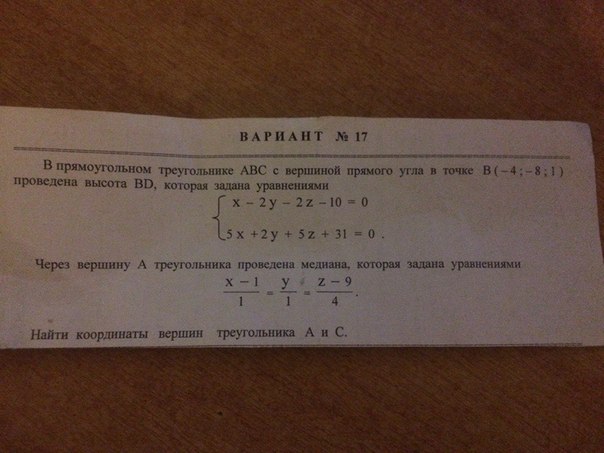 ВАРИАНТ № 17
В прямоугольном треугольнике ABC с вершиной прямого угла в точке B(-4;-8;1)
проведена высота BD, которая задана уравнениями
x - 2y - 2z - 10 = 0
5x + 2y + 5z + 31 = 0 .
Через вершину A треугольника проведена медиана, которая задана уравнениями
(x - 1)/1 = y/1 = (z - 9)/4 .
Найти координаты вершин треугольника A и C.